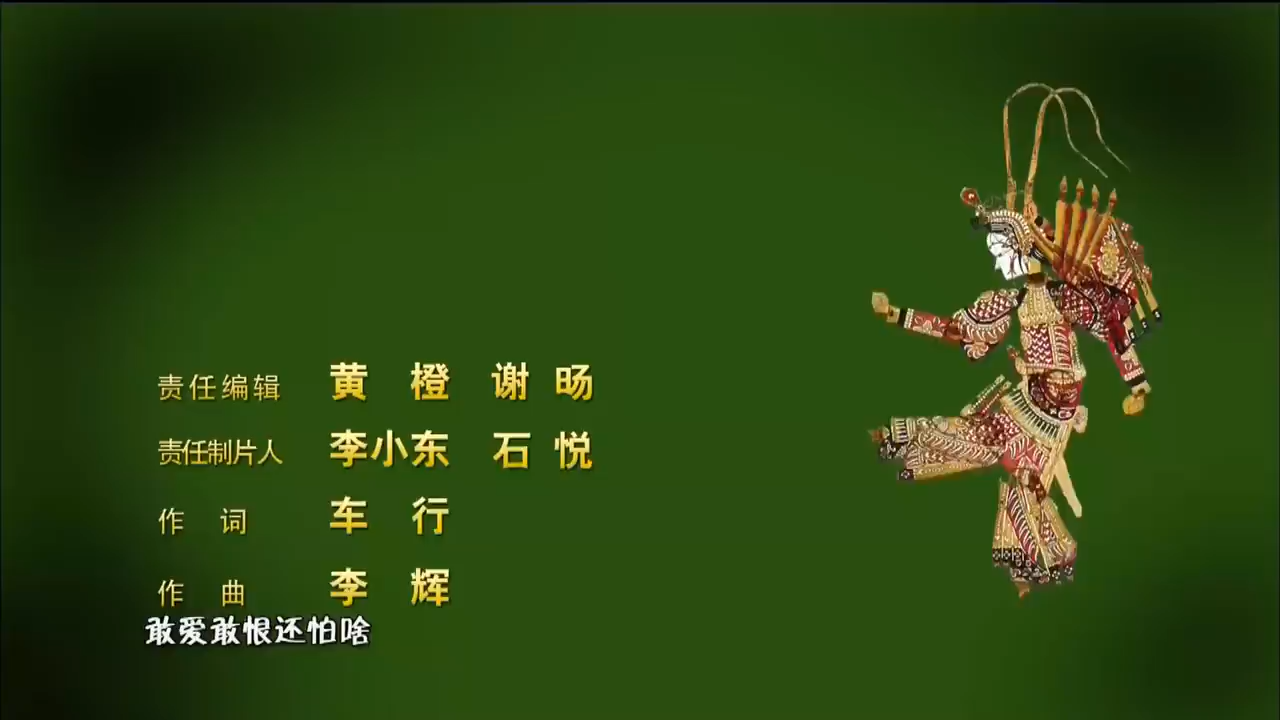 责任编辑 黄橙 谢旸
责任制片人 李小东 石悦
作词 车行
作曲 李辉
敢爱敢恨还怕啥